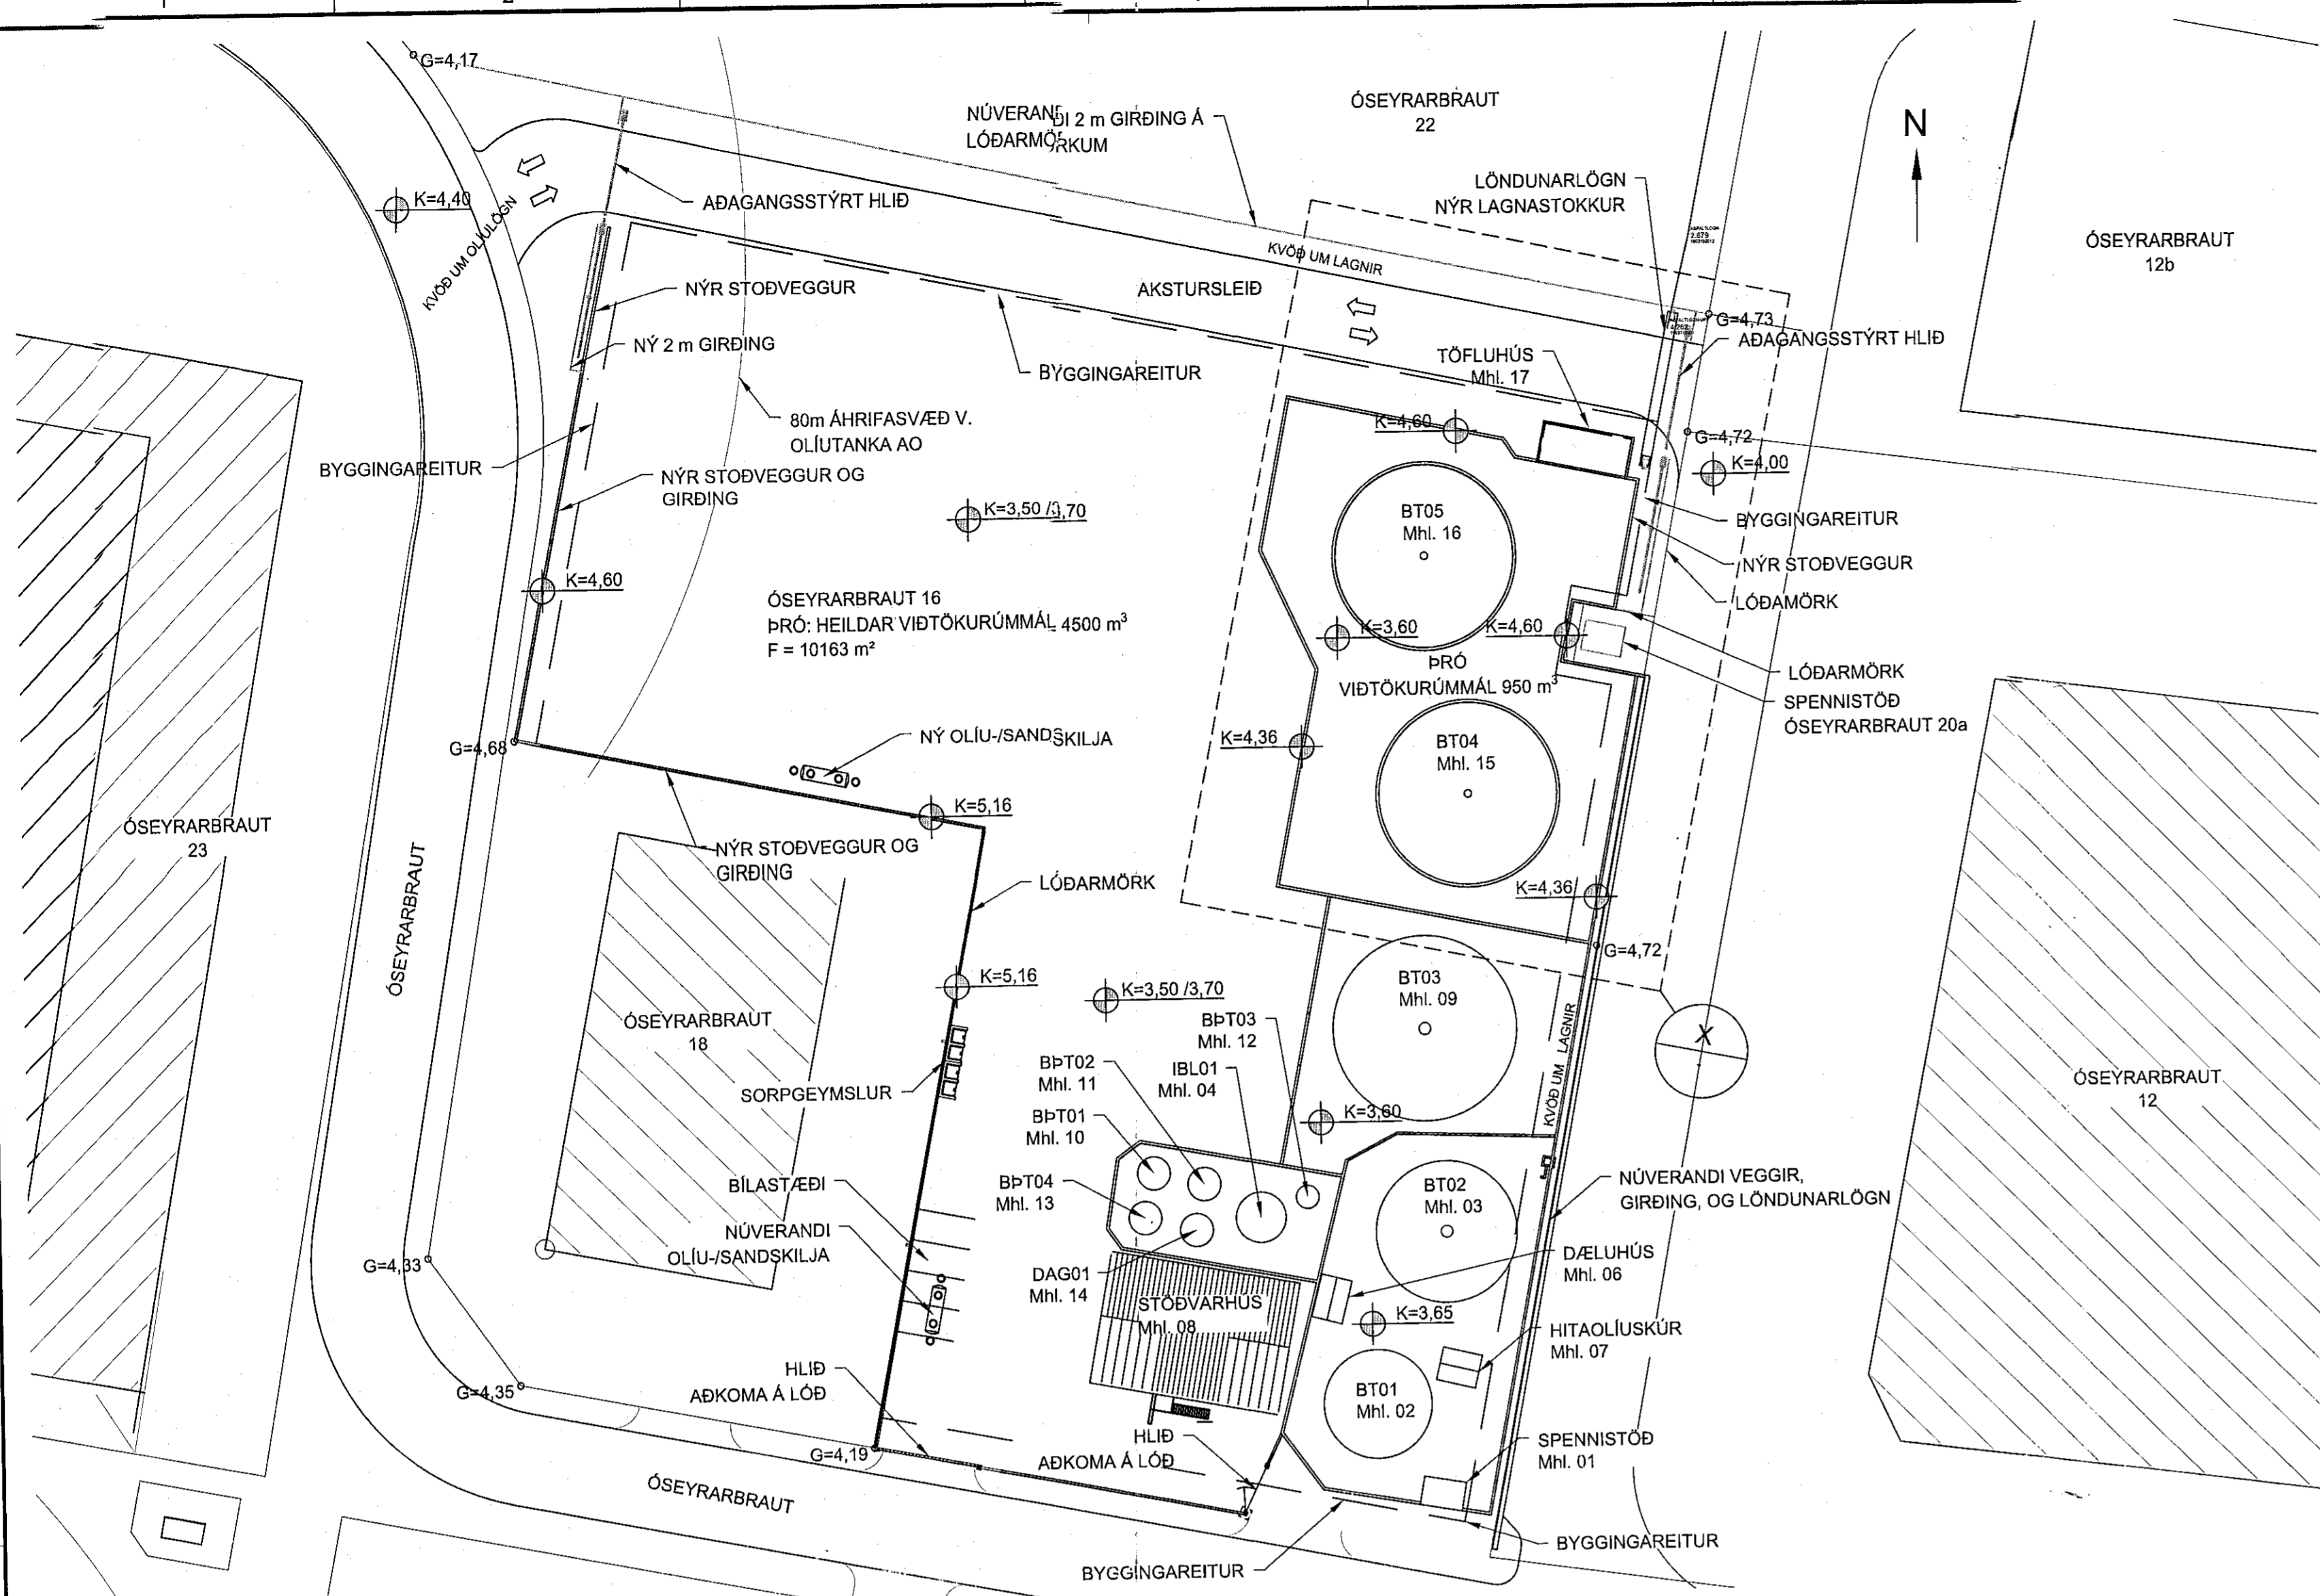 2
G=4,17
NÚVERANDI 2 m GIRÐING Á
LÓÐARMÖRKUM
ÓSEYRARBRAUT
22
N
K=4,40
KVÖÐ UM OLÍULÖGN
AÐAGANGSSTÝRT HLIÐ
LÖNDUNARLÖGN
NÝR LAGNASTOKKUR
ÓSEYRARBRAUT
12b
KVÖÐ UM LAGNIR
NÝR STOÐVEGGUR
AKSTURSLEIÐ
G=4,73
AÐAGANGSSTÝRT HLIÐ
NÝ 2 m GIRÐING
BYGGINGAREITUR
TÖFLUHÚS
Mhl. 17
80m ÁHRIFASVÆÐ V.
OLÍUTANKA AO
K=4,60
G=4,72
K=4,00
BYGGINGAREITUR
NÝR STOÐVEGGUR OG
GIRÐING
K=3,50 /3,70
BT05
Mhl. 16
BYGGINGAREITUR
NÝR STOÐVEGGUR
LÓÐAMÖRK
K=4,60
ÓSEYRARBRAUT 16
ÞRÓ: HEILDAR VIÐTÖKURÚMMÁL 4500 m³
F = 10163 m²
K=3,60
K=4,60
ÞRÓ
VIÐTÖKURÚMMÁL 950 m³
LÓÐARMÖRK
SPENNISTÖÐ
ÓSEYRARBRAUT 20a
G=4,68
NÝ OLÍU-/SANDSKILJA
K=4,36
BT04
Mhl. 15
K=5,16
ÓSEYRARBRAUT
23
NÝR STOÐVEGGUR OG
GIRÐING
LÓÐARMÖRK
K=4,36
ÓSEYRARBRAUT
G=4,72
K=5,16
K=3,50 /3,70
BT03
Mhl. 09
KVÖÐ UM LAGNIR
X
ÓSEYRARBRAUT
18
BÞT03
Mhl. 12
BÞT02
Mhl. 11
IBL01
Mhl. 04
SORPGEYMSLUR
BÞT01
Mhl. 10
K=3,60
ÓSEYRARBRAUT
12
BÍLASTÆÐI
BÞT04
Mhl. 13
BT02
Mhl. 03
NÚVERANDI VEGGIR,
GIRÐING, OG LÖNDUNARLÖGN
NÚVERANDI
OLÍU-/SANDSKILJA
G=4,33
DAG01
Mhl. 14
DÆLUHÚS
Mhl. 06
STÖÐVARHÚS
Mhl. 08
K=3,65
HITAOLÍUSKÚR
Mhl. 07
HLIÐ
AÐKOMA Á LÓÐ
G=4,35
BT01
Mhl. 02
G=4,19
HLIÐ
AÐKOMA Á LÓÐ
SPENNISTÖÐ
Mhl. 01
ÓSEYRARBRAUT
BYGGINGAREITUR
BYGGINGAREITUR